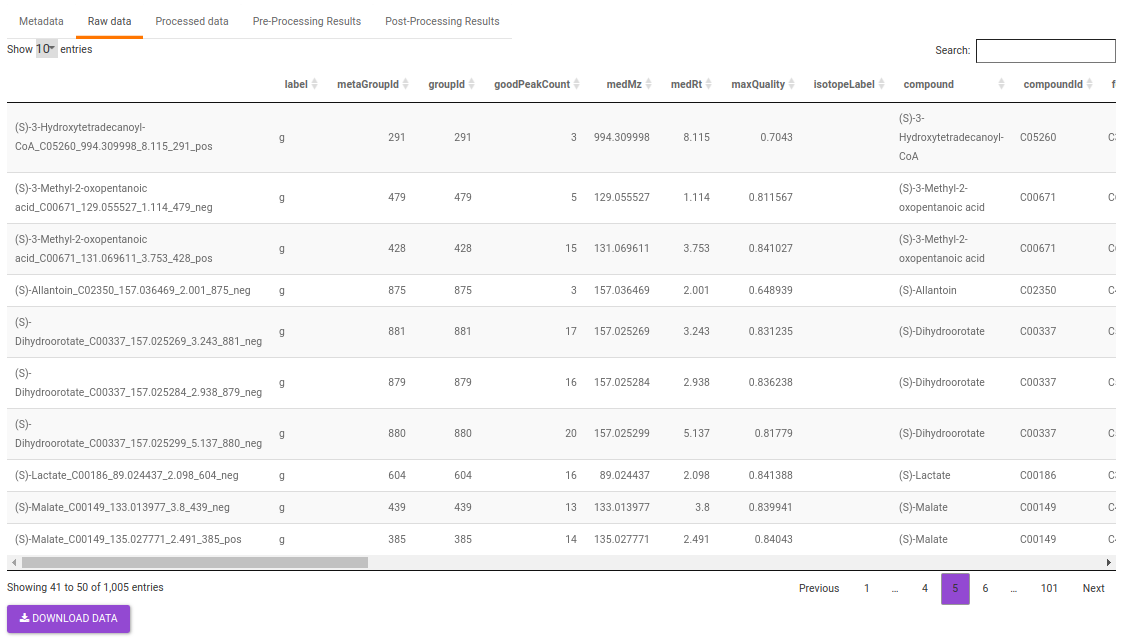 Metadata Raw data Processed data Pre-Processing Results Post-Processing Results
Show 10 entries Search:
label metaGroupId groupId goodPeakCount medMz medRt maxQuality isotopeLabel compound compoundId f
(S)-3-Hydroxytetradecanoyl-
CoA_C05260_994.309998_8.115_291_pos g 291 291 3 994.309998 8.115 0.7043 (S)-3-
Hydroxytetradecanoyl-
CoA C05260 C
(S)-3-Methyl-2-oxopentanoic
acid_C00671_129.055527_1.114_479_neg g 479 479 5 129.055527 1.114 0.811567 (S)-3-Methyl-2-
oxopentanoic acid C00671 C
(S)-3-Methyl-2-oxopentanoic
acid_C00671_131.069611_3.753_428_pos g 428 428 15 131.069611 3.753 0.841027 (S)-3-Methyl-2-
oxopentanoic acid C00671 C
(S)-Allantoin_C02350_157.036469_2.001_875_neg g 875 875 3 157.036469 2.001 0.648939 (S)-Allantoin C02350 C
(S)-
Dihydroorotate_C00337_157.025269_3.243_881_neg g 881 881 17 157.025269 3.243 0.831235 (S)-Dihydroorotate C00337 C
(S)-
Dihydroorotate_C00337_157.025284_2.938_879_neg g 879 879 16 157.025284 2.938 0.836238 (S)-Dihydroorotate C00337 C
(S)-
Dihydroorotate_C00337_157.025299_5.137_880_neg g 880 880 20 157.025299 5.137 0.81779 (S)-Dihydroorotate C00337 C
(S)-Lactate_C00186_89.024437_2.098_604_neg g 604 604 16 89.024437 2.098 0.841388 (S)-Lactate C00186 C
(S)-Malate_C00149_133.013977_3.8_439_neg g 439 439 13 133.013977 3.8 0.839941 (S)-Malate C00149 C
(S)-Malate_C00149_135.027771_2.491_385_pos g 385 385 14 135.027771 2.491 0.84043 (S)-Malate C00149 C
Showing 41 to 50 of 1,005 entries Previous 1 ... 4 5 6 ... 101 Next
DOWNLOAD DATA